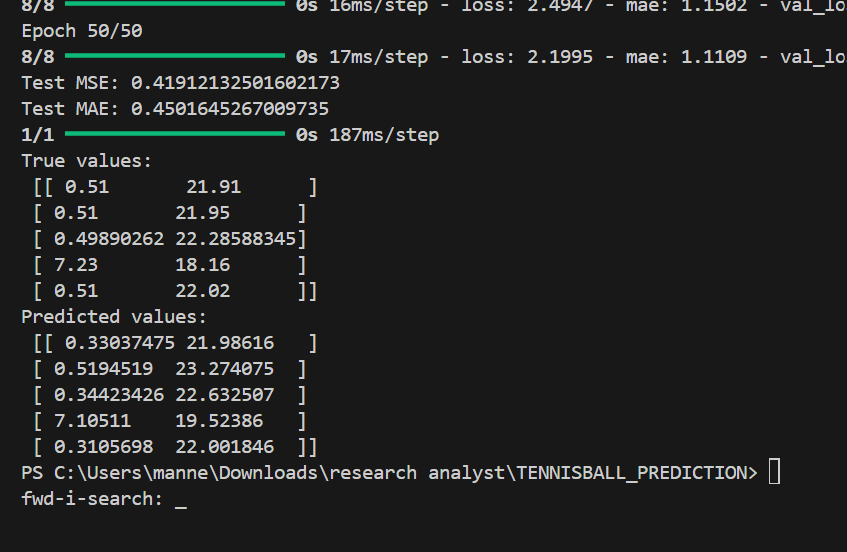 8/8 0s 16ms/step - loss: 2.4947 - mae: 1.1502 - val_lo
Epoch 50/50
8/8 0s 17ms/step - loss: 2.1995 - mae: 1.1109 - val_lo
Test MSE: 0.41912132501602173
Test MAE: 0.4501645267009735
1/1 0s 187ms/step
True values:
[[ 0.51 21.91 ]
[ 0.51 21.95 ]
[ 0.49890262 22.28588345]
[ 7.23 18.16 ]
[ 0.51 22.02 ]]
Predicted values:
[[ 0.33037475 21.98616 ]
[ 0.5194519 23.274075 ]
[ 0.34423426 22.632507 ]
[ 7.10511 19.52386 ]
[ 0.3105698 22.001846 ]]
PS C:\Users\manne\Downloads\research analyst\TENNISBALL_PREDICTION>
fwd-i-search: _